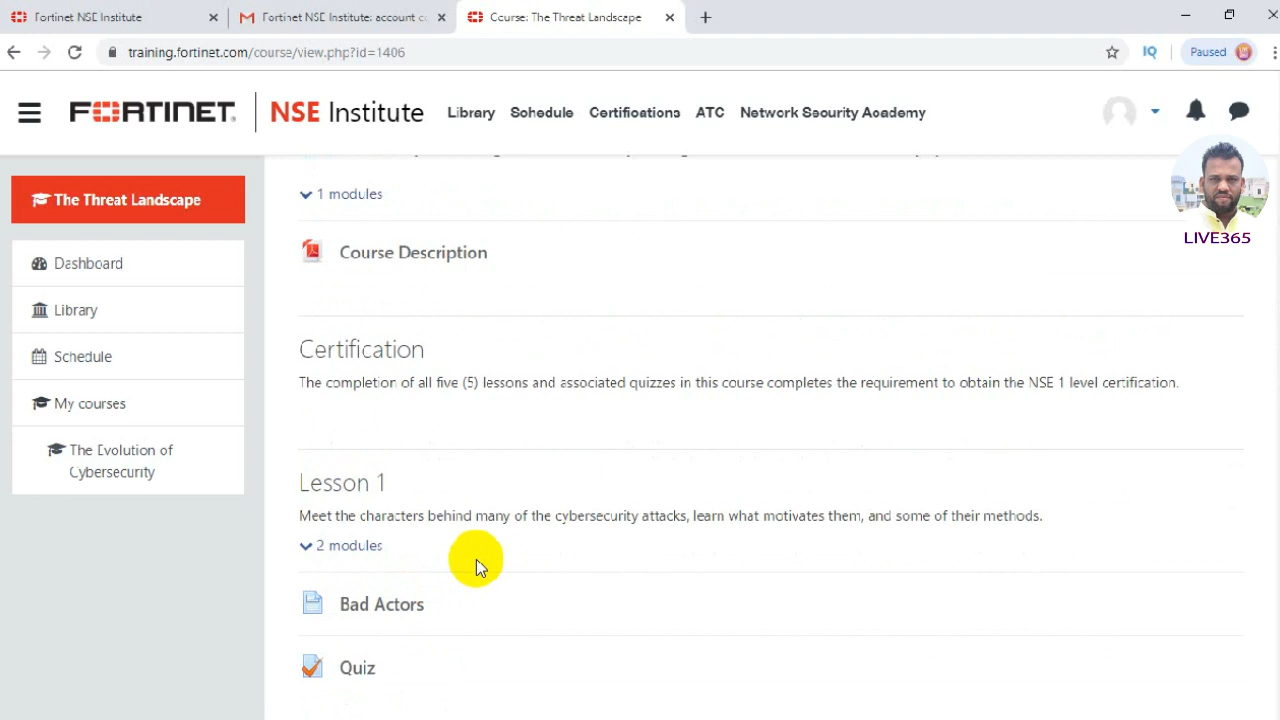 Fortinet NSE Institute
Fortinet NSE Institute: account co
Course: The Threat Landscape
training.fortinet.com/course/view.php?id=1406
IQ
Paused
FORTINET
NSE Institute
Library
Schedule
Certifications
ATC
Network Security Academy
The Threat Landscape
Dashboard
Library
Schedule
My courses
The Evolution of
Cybersecurity
LIVE365
1 modules
Course Description
Certification
The completion of all five (5) lessons and associated quizzes in this course completes the requirement to obtain the NSE 1 level certification.
Lesson 1
Meet the characters behind many of the cybersecurity attacks, learn what motivates them, and some of their methods.
2 modules
Bad Actors
Quiz